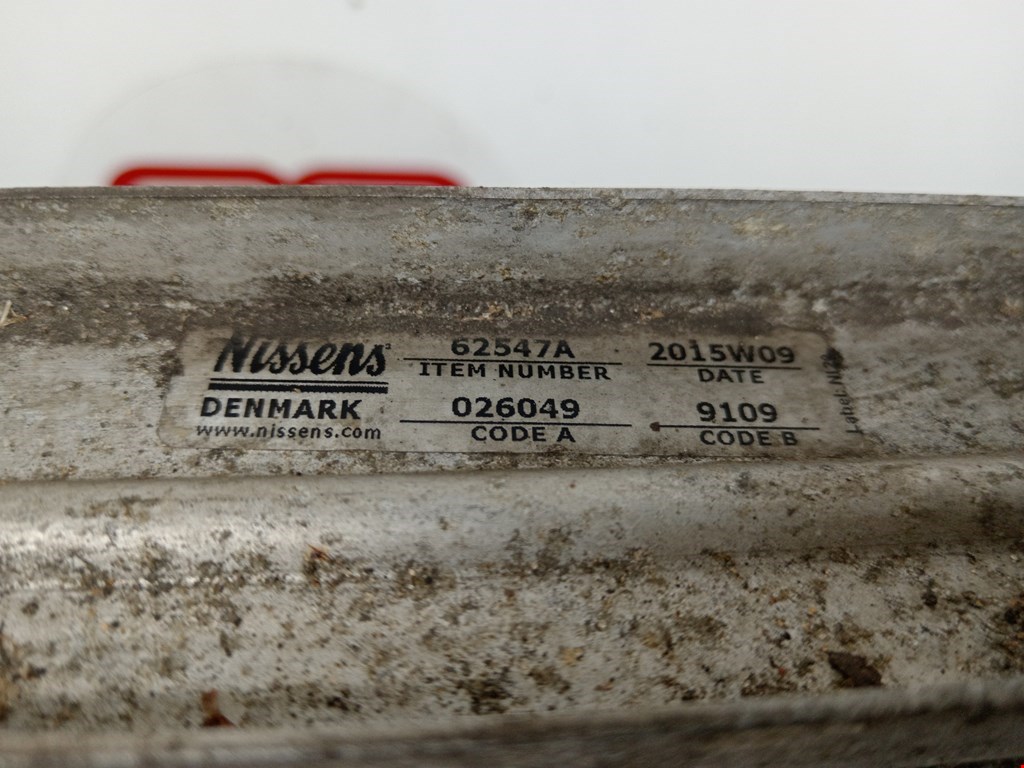 Nissens
DENMARK
www.nissens.com
62547A
ITEM NUMBER
026049
CODE A
2015W09
DATE
9109
CODE B